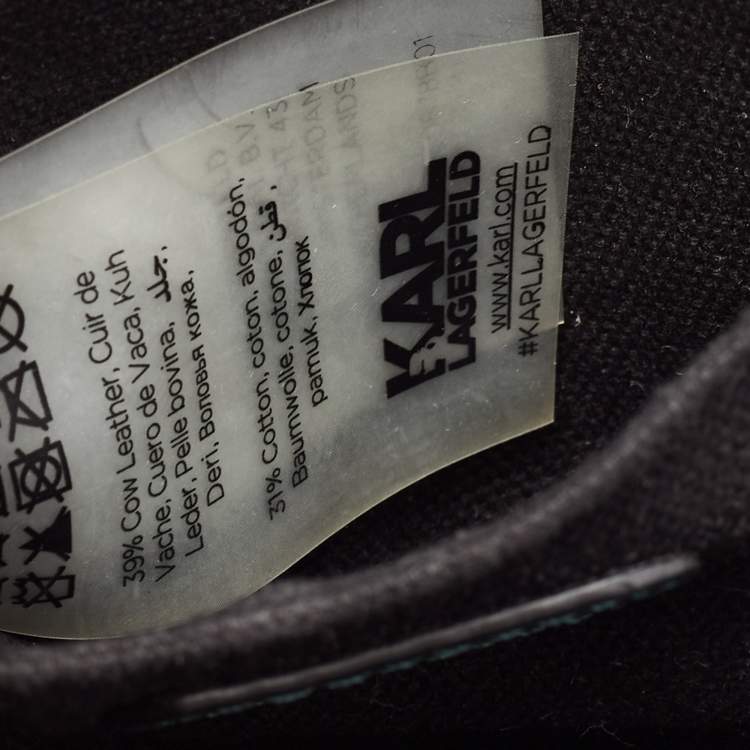 KARL
LAGERFELD
www.karl.com
#KARLLAGERFELD
31% Cotton, coton, algodón,
Baumwolle, cotone, قطن,
pamuk, Хлопок
39% Cow Leather, Cuir de
Vache, Cuero de Vaca, Kuh
Leder, Pelle bovina, جلد,
Deri, Воловья кожа,